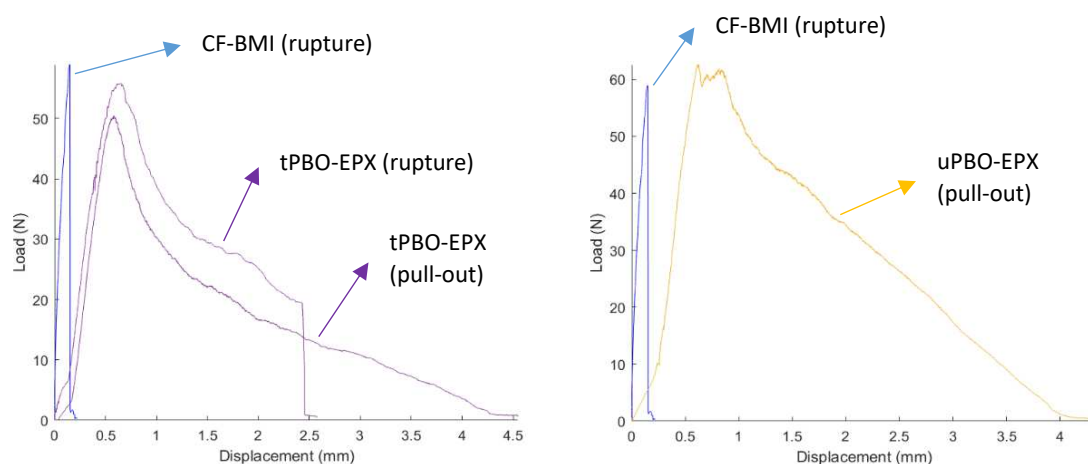 CF-BMI (rupture)
tPBO-EPX (rupture)
tPBO-EPX
(pull-out)
Load (N)
50
40
30
20
10
0
0 0.5 1 1.5 2 2.5 3 3.5 4 4.5
Displacement (mm)
CF-BMI (rupture)
uPBO-EPX
(pull-out)
Load (N)
60
50
40
30
20
10
0
0 0.5 1 1.5 2 2.5 3 3.5 4
Displacement (mm)